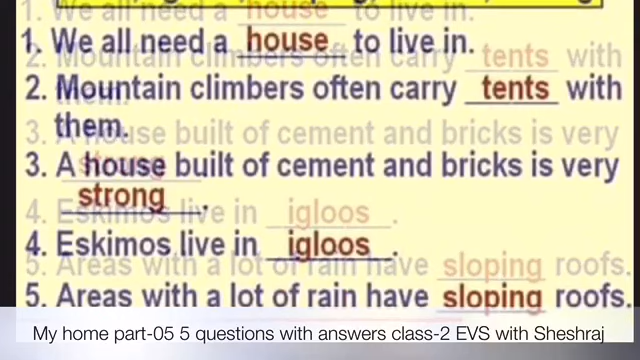 1. We all need a house to live in.
2. Mountain climbers often carry tents with
them.
3. A house built of cement and bricks is very
strong.
4. Eskimos live in igloos.
5. Areas with a lot of rain have sloping roofs.
My home part-05 5 questions with answers class-2 EVS with Sheshraj